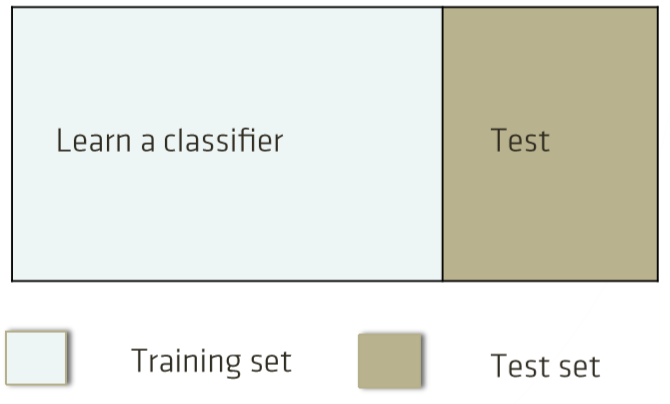 Learn a classifier
Test
Training set
Test set